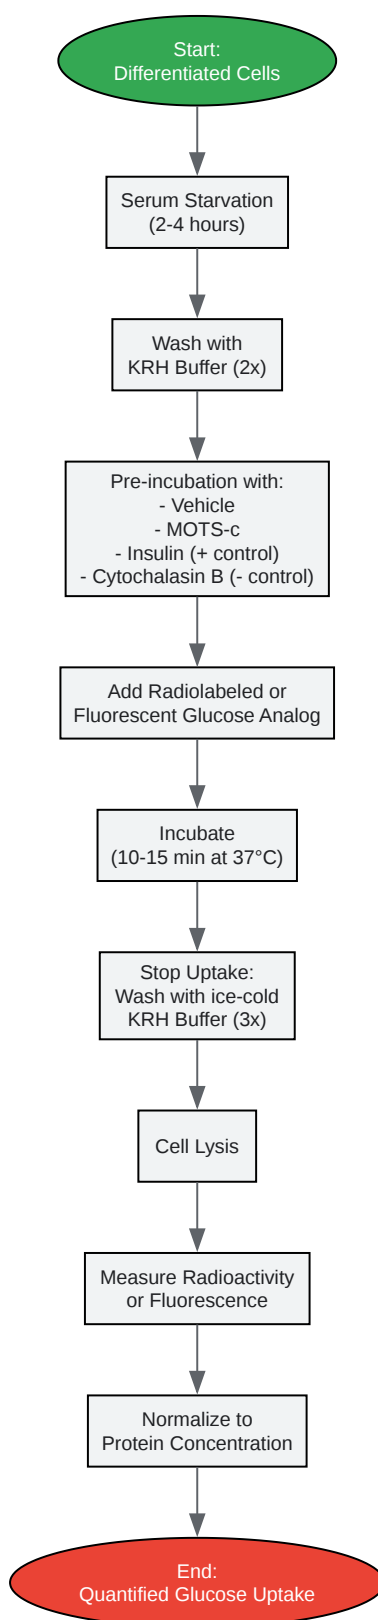 Start:
Differentiated Cells
Serum Starvation
(2-4 hours)
Wash with
KRH Buffer (2x)
Pre-incubation with:
- Vehicle
- MOTS-c
- Insulin (+ control)
- Cytochalasin B (- control)
Add Radiolabeled or
Fluorescent Glucose Analog
Incubate
(10-15 min at 37°C)
Stop Uptake:
Wash with ice-cold
KRH Buffer (3x)
Cell Lysis
Measure Radioactivity
or Fluorescence
Normalize to
Protein Concentration
End:
Quantified Glucose Uptake